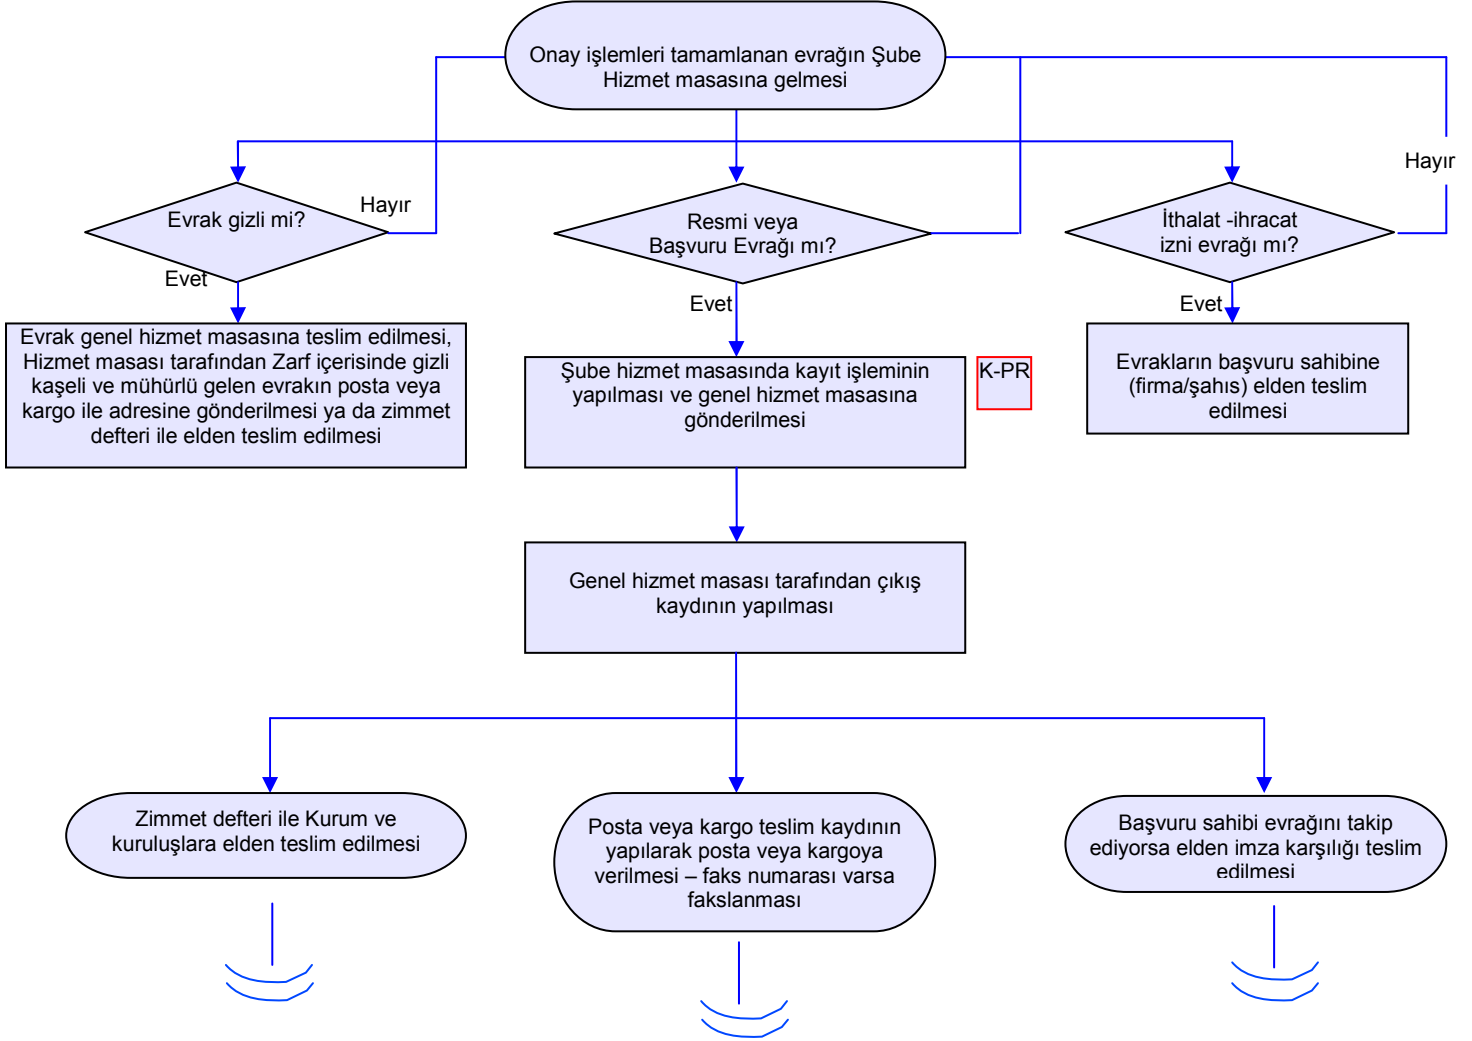 Onay işlemleri tamamlanan evrağın Şube
Hizmet masasına gelmesi
Hayır
Evrak gizli mi?
Hayır
Resmi veya
Başvuru Evrağı mı?
İthalat -ihracat
izni evrağı mı?
Evet
Evet
Evet
Evrak genel hizmet masasına teslim edilmesi,
Hizmet masası tarafından Zarf içerisinde gizli
kaşeli ve mühürlü gelen evrakın posta veya
kargo ile adresine gönderilmesi ya da zimmet
defteri ile elden teslim edilmesi
Şube hizmet masasında kayıt işleminin
yapılması ve genel hizmet masasına
gönderilmesi
K-PR
Evrakların başvuru sahibine
(firma/şahıs) elden teslim
edilmesi
Genel hizmet masası tarafından çıkış
kaydının yapılması
Zimmet defteri ile Kurum ve
kuruluşlara elden teslim edilmesi
Posta veya kargo teslim kaydının
yapılarak posta veya kargoya
verilmesi – faks numarası varsa
fakslanması
Başvuru sahibi evrağını takip
ediyorsa elden imza karşılığı teslim
edilmesi